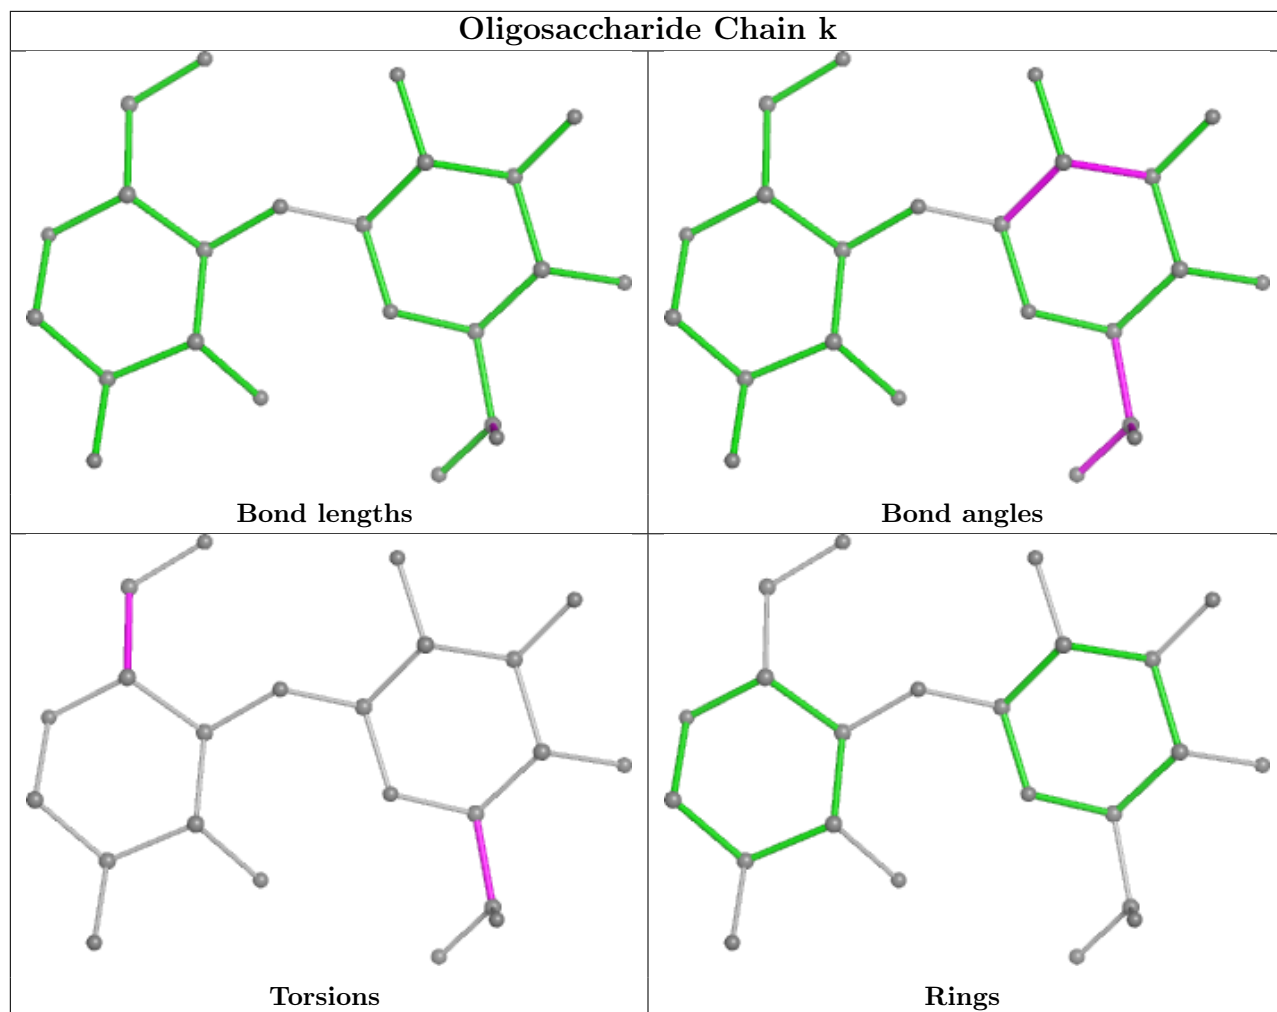 Oligosaccharide Chain k
Bond lengths
Bond angles
Torsions
Rings